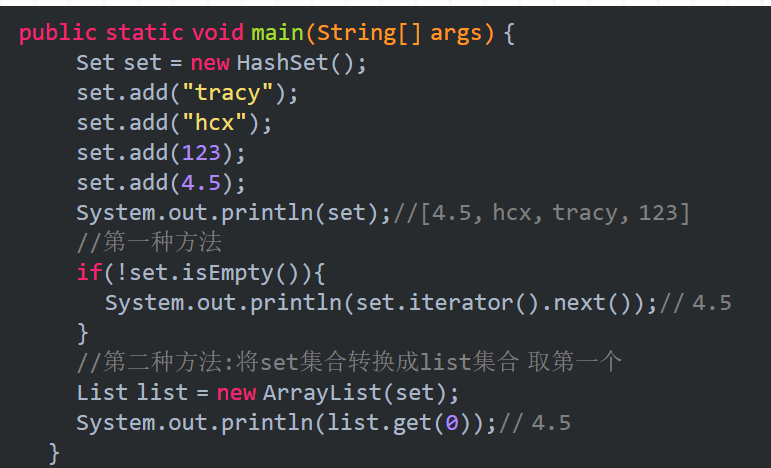 public static void main(String[] args) {
Set set = new HashSet();
set.add("tracy");
set.add("hcx");
set.add(123);
set.add(4.5);
System.out.println(set);//[4.5, hcx, tracy, 123]
//第一种方法
if(!set.isEmpty()){
System.out.println(set.iterator().next());// 4.5
}
//第二种方法:将set集合转换成list集合 取第一个
List list = new ArrayList(set);
System.out.println(list.get(0));// 4.5
}